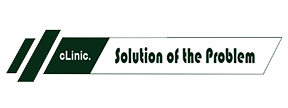 cLinic.
Solution of the Problem